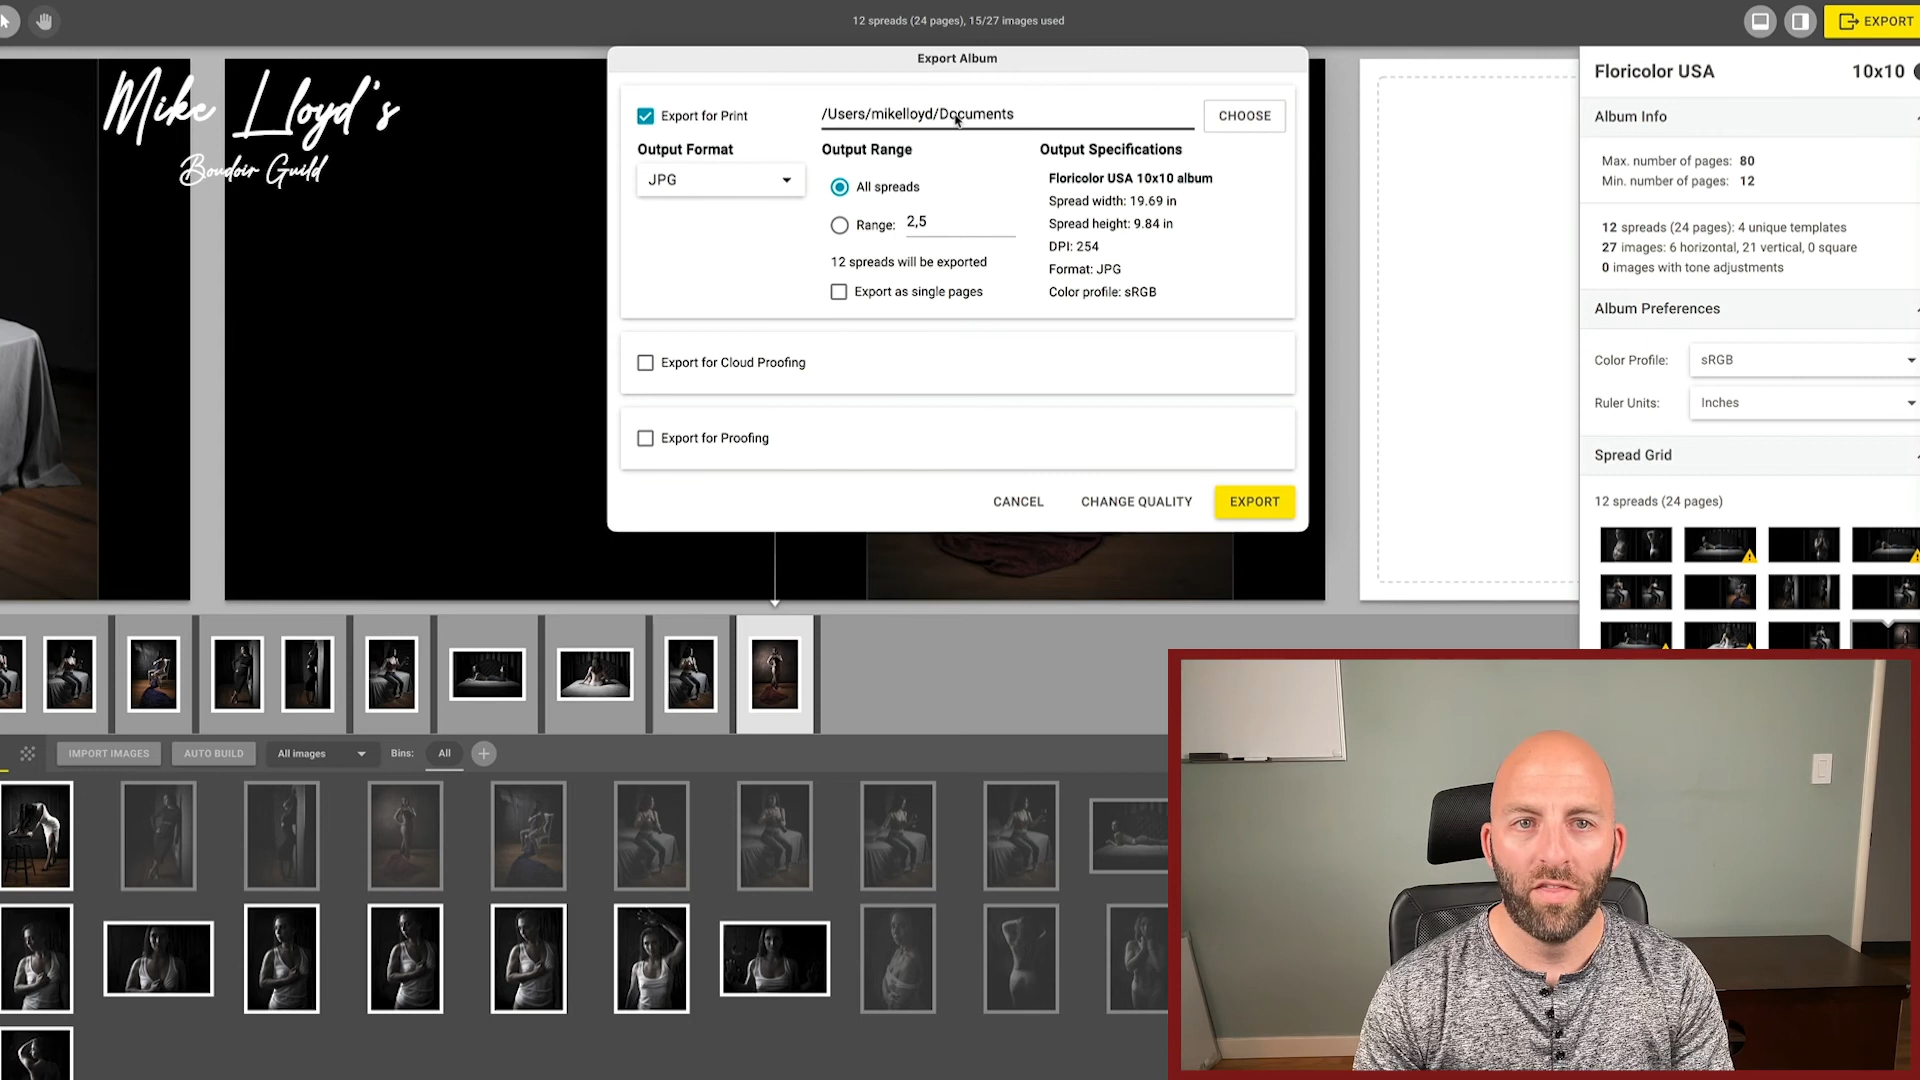 12 spreads (24 pages), 15/27 images used
EXPORT
Mike Lloyd's
Boudoir Guild
Export Album
Export for Print
/Users/mikelloyd/Documents
CHOOSE
Output Format
JPG
Output Range
All spreads
Range: 2,5
12 spreads will be exported
Export as single pages
Output Specifications
Floricolor USA 10x10 album
Spread width: 19.69 in
Spread height: 9.84 in
DPI: 254
Format: JPG
Color profile: sRGB
Export for Cloud Proofing
Export for Proofing
CANCEL
CHANGE QUALITY
EXPORT
Floricolor USA
10x10
Album Info
Max. number of pages: 80
Min. number of pages: 12
12 spreads (24 pages): 4 unique templates
27 images: 6 horizontal, 21 vertical, 0 square
0 images with tone adjustments
Album Preferences
Color Profile: sRGB
Ruler Units: Inches
Spread Grid
12 spreads (24 pages)
IMPORT IMAGES
AUTO BUILD
All images
Bins:
All